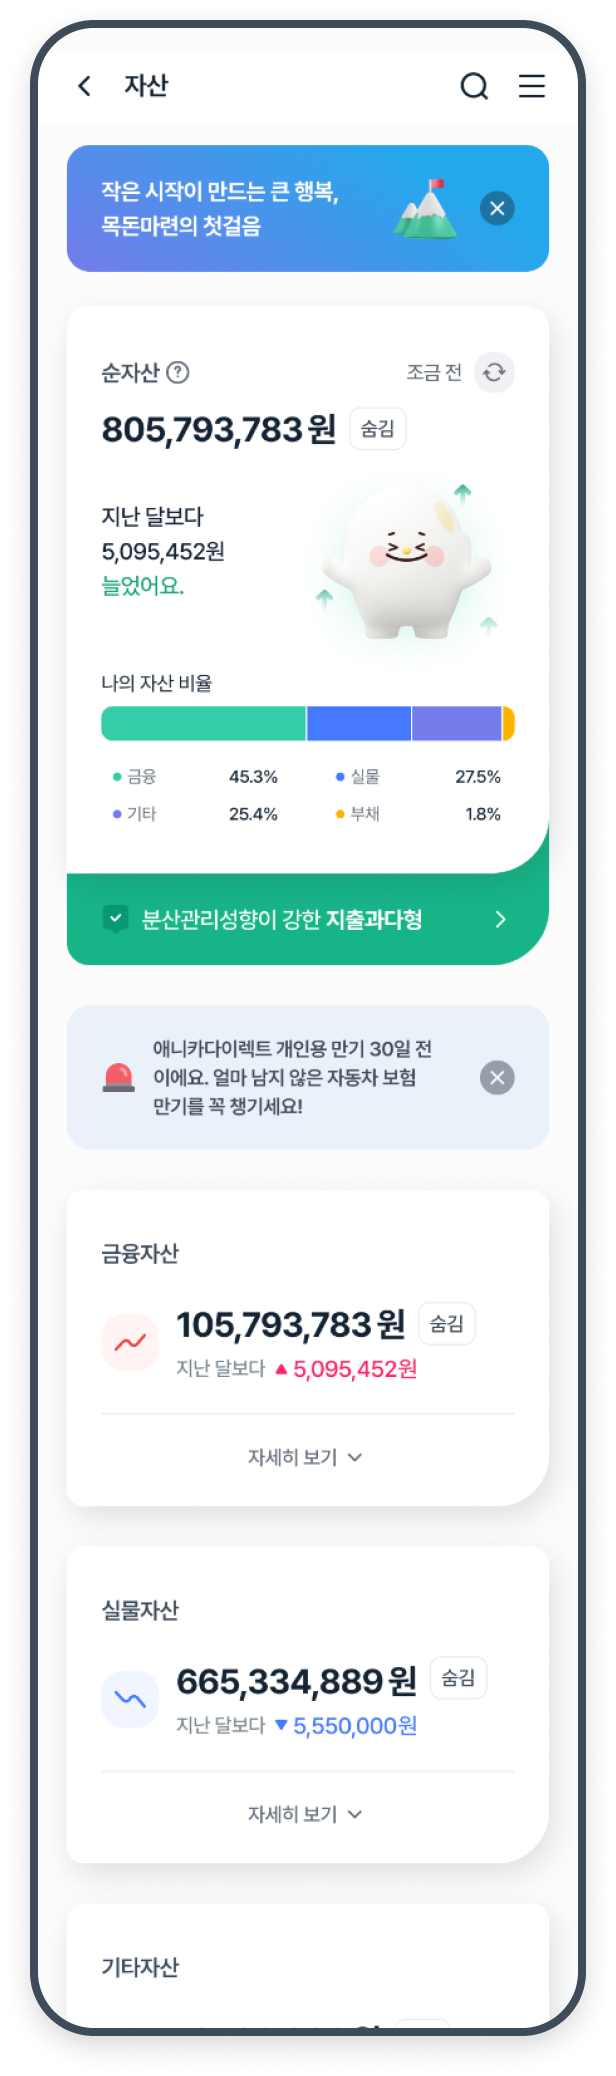 자산
작은 시작이 만드는 큰 행복,
목돈마련의 첫걸음
순자산 ?
조금 전
805,793,783원 숨김
지난 달보다
5,095,452원
늘었어요.
나의 자산 비율
금융 45.3% 실물 27.5%
기타 25.4% 부채 1.8%
분산관리성향이 강한 지출과다형
애니카다이렉트 개인용 만기 30일 전
이에요. 얼마 남지 않은 자동차 보험
만기를 꼭 챙기세요!
금융자산
105,793,783원 숨김
지난 달보다 ▲ 5,095,452원
자세히 보기
실물자산
665,334,889원 숨김
지난 달보다 ▼ 5,550,000원
자세히 보기
기타자산